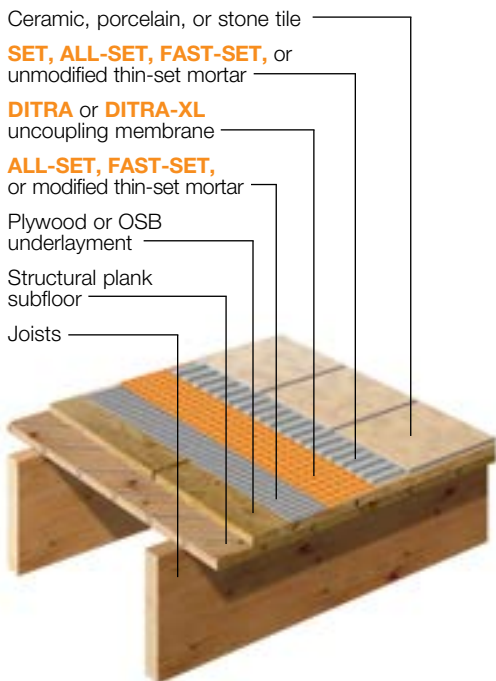 Ceramic, porcelain, or stone tile
SET, ALL-SET, FAST-SET, or
unmodified thin-set mortar
DITRA or DITRA-XL
uncoupling membrane
ALL-SET, FAST-SET,
or modified thin-set mortar
Plywood or OSB
underlayment
Structural plank
subfloor
Joists